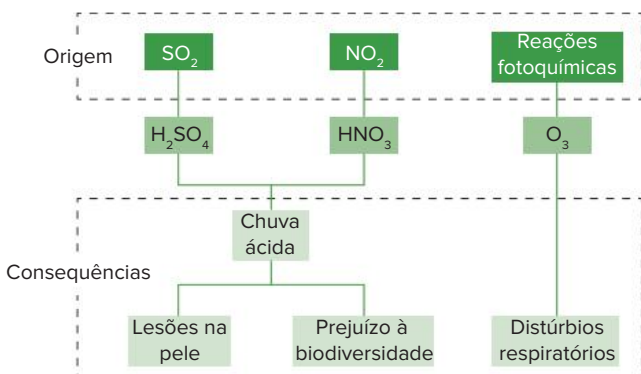 Origem
SO₂
NO₂
Reações
fotoquímicas
H₂SO₄
HNO₃
O₃
Chuva
ácida
Consequências
Lesões na
pele
Prejuízo à
biodiversidade
Distúrbios
respiratórios